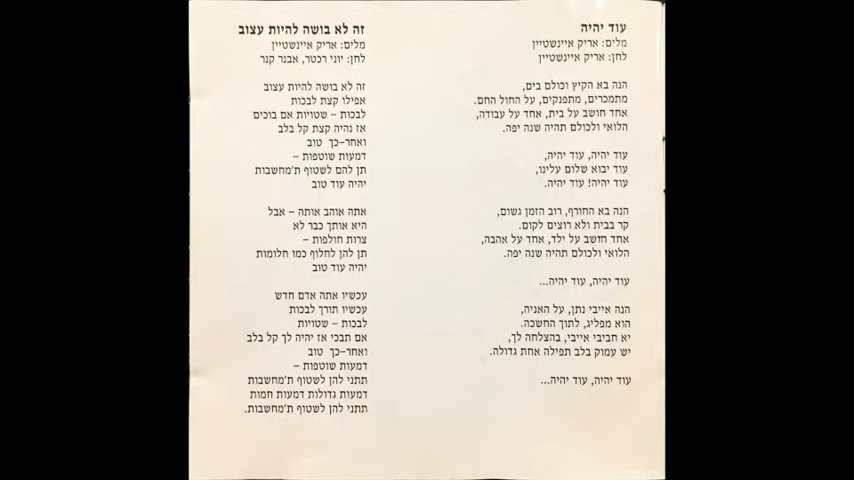 עוד יהיה
מלים: אריק איינשטיין
לחן: אריק איינשטיין
הנה בא הקיץ וכולם בים,
מתמכרים, מתפנקים, על החול החם.
אחד חושב על בית, אחד על עבודה,
הלואי ולכולם תהיה שנה יפה.
עוד יהיה, עוד יהיה,
עוד יבוא שלום עלינו,
עוד יהיה! עוד יהיה.
הנה בא החורף, רוב הזמן גשום,
קר בבית ולא רוצים לקום.
אחד חושב על ילד, אחד על אהבה,
הלואי ולכולם תהיה שנה יפה.
עוד יהיה, עוד יהיה...
הנה אייבי נתן, על האניה,
הוא מפליג, לתוך החשכה.
יא חביבי אייבי, בהצלחה לך,
יש עמוק בלב תפילה אחת גדולה.
עוד יהיה, עוד יהיה...
זה לא בושה להיות עצוב
מלים: אריק איינשטיין
לחן: יוני רכטר, אבנר קנר
זה לא בושה להיות עצוב
אפילו קצת לבכות
לבכות – שטויות אם בוכים
אז נהיה קצת קל בלב
ואחר–כך טוב
דמעות שוטפות –
תן להם לשטוף ת'מחשבות
יהיה עוד טוב
אתה אוהב אותה – אבל
היא אותך כבר לא
צרות חולפות –
תן להן לחלוף כמו חלומות
יהיה עוד טוב
עכשיו אתה אדם חדש
עכשיו תורך לבכות
לבכות – שטויות
אם תבכי אז יהיה לך קל בלב
ואחר–כך טוב
דמעות שוטפות –
תתני להן לשטוף ת'מחשבות
דמעות גדולות דמעות חמות
תתני להן לשטוף ת'מחשבות.